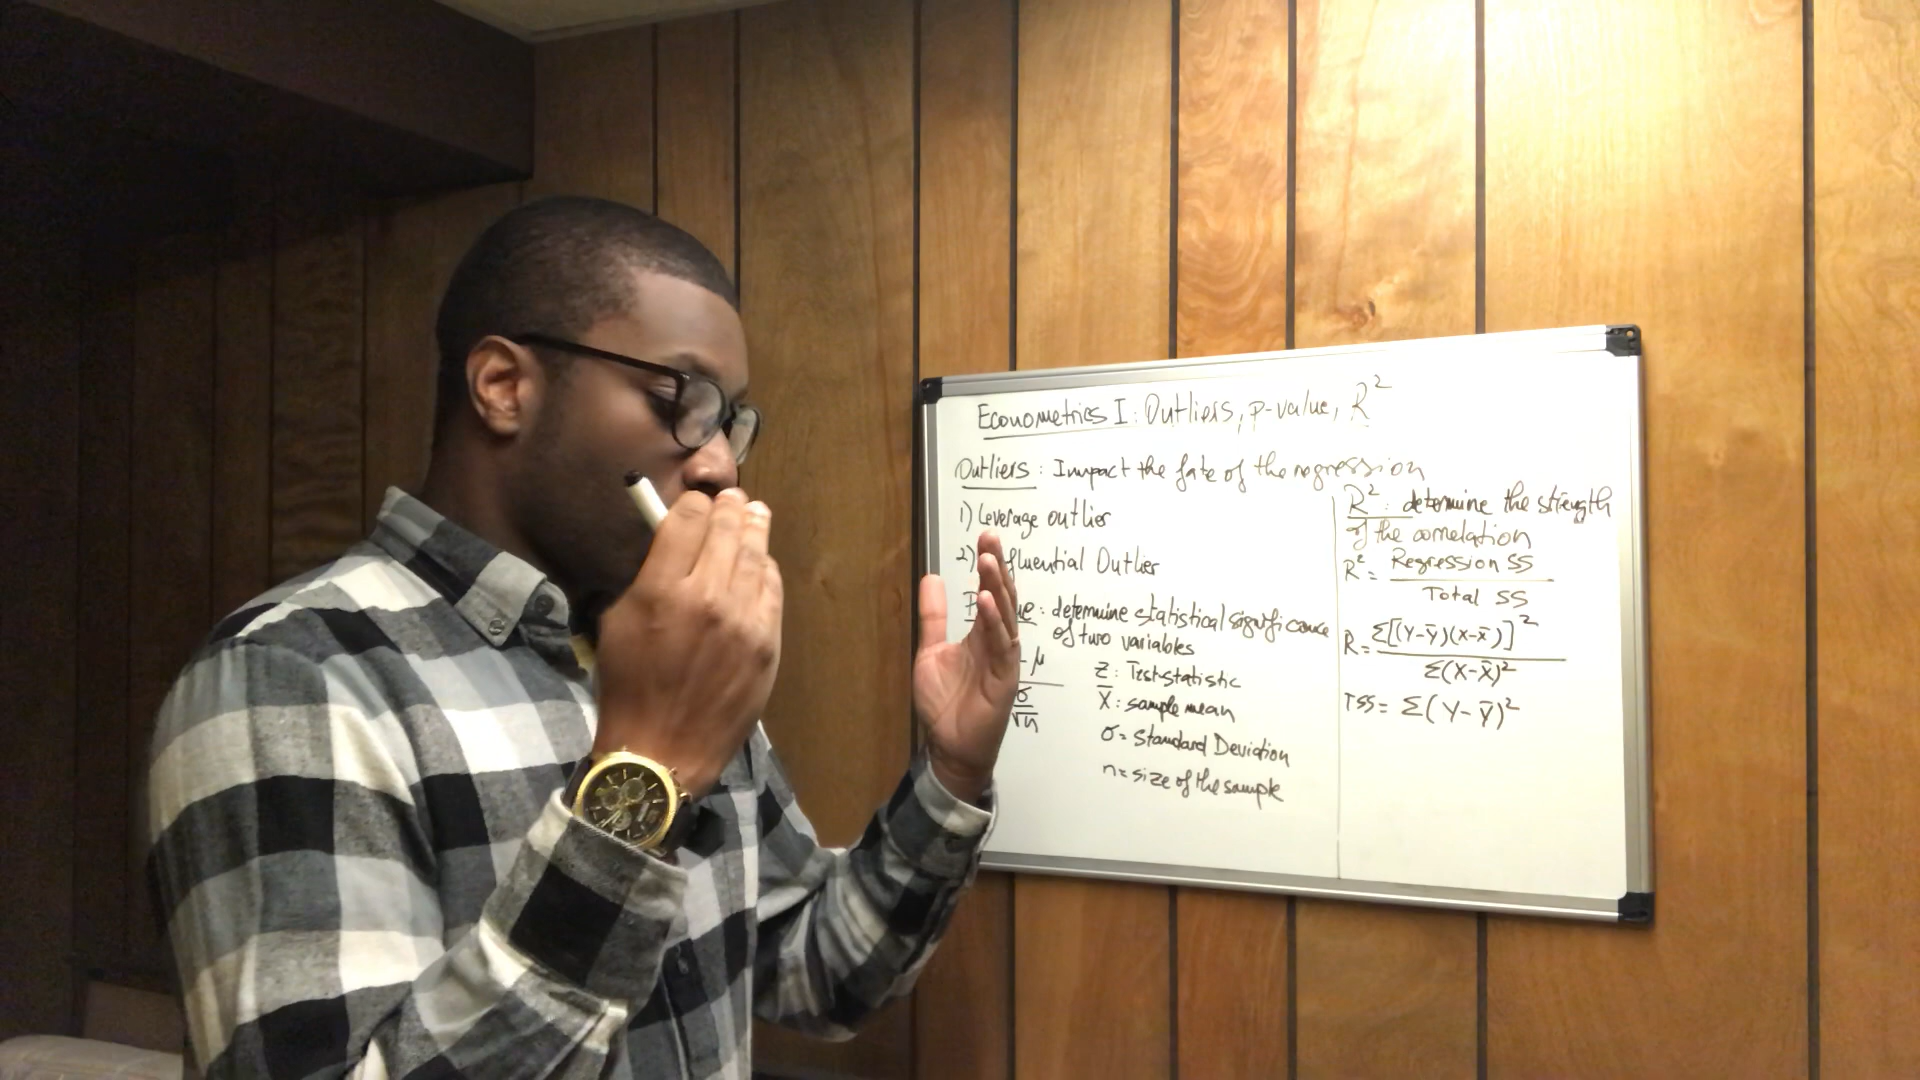 Econometrics I: Outliers, p-value, R²
Outliers: Impact the fate of the regression
1) Leverage outlier
2) fluential Outlier
P ue: determine statistical significance
of two variables
- μ
σ
√n
Z: Test statistic
X̄: sample mean
σ= Standard Deviation
n= size of the sample
R²: determine the strength
of the correlation
R²= Regression SS
Total SS
R= Σ[(Y-ȳ)(X-x̄)]²
Σ(X-X̄)²
TSS= Σ(Y-ȳ)²